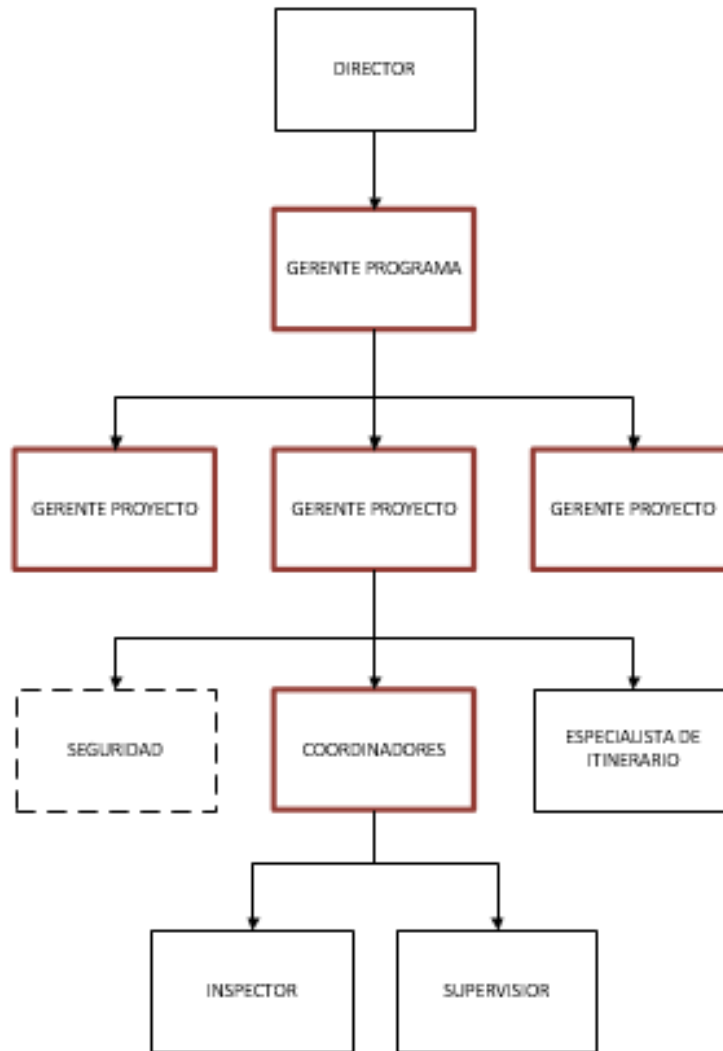 DIRECTOR
GERENTE PROGRAMA
GERENTE PROYECTO
GERENTE PROYECTO
GERENTE PROYECTO
SEGURIDAD
COORDINADORES
ESPECIALISTA DE
ITINERARIO
INSPECTOR
SUPERVISIOR